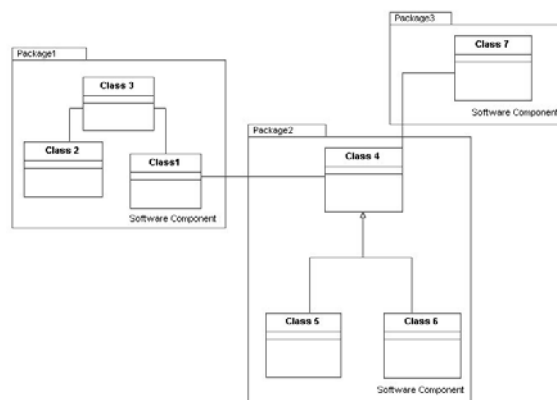 Package3
Class 7
Software Component
Package1
Class 3
Class 2
Class1
Software Component
Package2
Class 4
Class 5
Class 6
Software Component